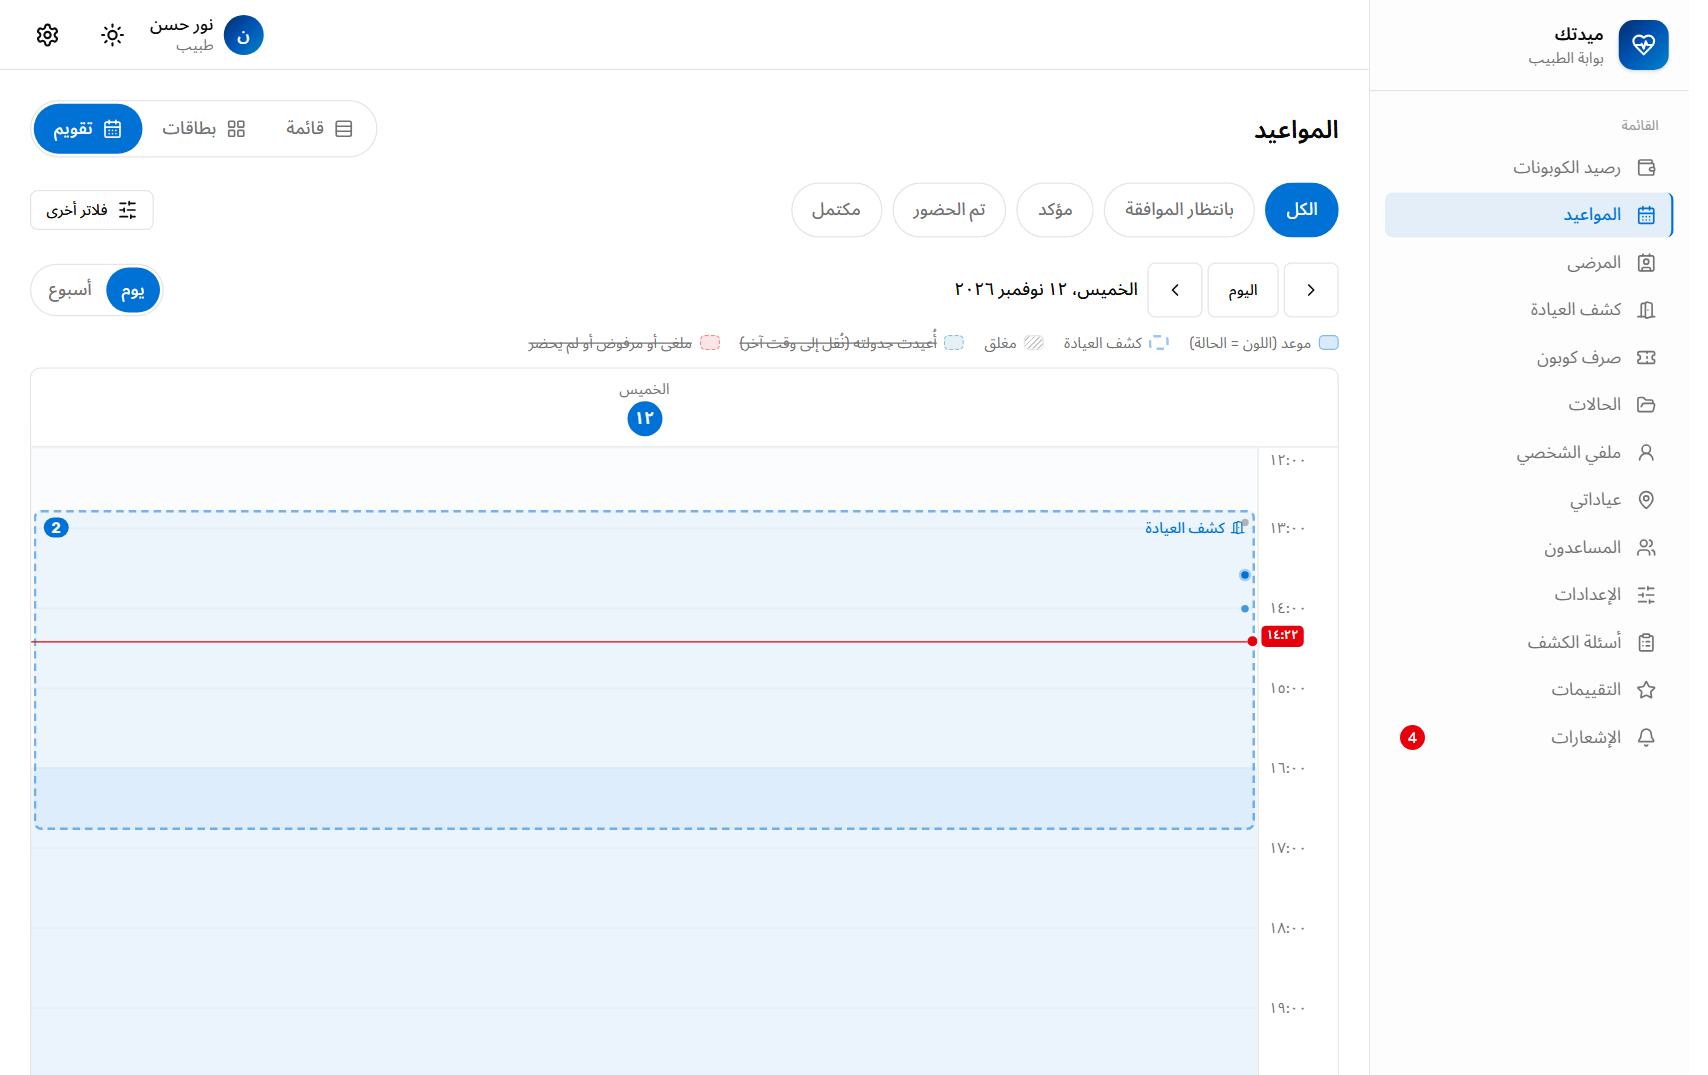 ميدتك
بوابة الطبيب
القائمة
رصيد الكوبونات
المواعيد
المرضى
كشف العيادة
صرف كوبون
الحالات
ملفي الشخصي
عياداتي
المساعدون
الإعدادات
أسئلة الكشف
التقييمات
الإشعارات 4
ن
نور حسن
طبيب
المواعيد
قائمة بطاقات تقويم
الكل بانتظار الموافقة مؤكد تم الحضور مكتمل
فلاتر أخرى
اليوم
الخميس، ١٢ نوفمبر ٢٠٢٦
يوم أسبوع
موعد (اللون = الحالة) كشف العيادة مغلق أُعيدت جدولته (نُقل إلى وقت آخر) ملغى أو مرفوض أو لم يحضر
الخميس
١٢
١٢:٠٠
١٣:٠٠ كشف العيادة 2
١٤:٠٠
١٤:٢٢
١٥:٠٠
١٦:٠٠
١٧:٠٠
١٨:٠٠
١٩:٠٠